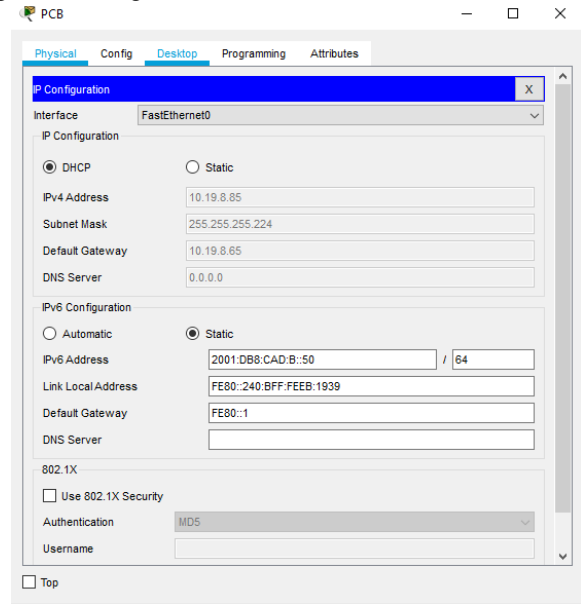 PCB
Physical Config Desktop Programming Attributes
IP Configuration X
Interface FastEthernet0
IP Configuration
DHCP Static
IPv4 Address 10.19.8.85
Subnet Mask 255.255.255.224
Default Gateway 10.19.8.65
DNS Server 0.0.0.0
IPv6 Configuration
Automatic Static
IPv6 Address 2001:DB8:CAD:B::50 / 64
Link Local Address FE80::240:BFF:FEEB:1939
Default Gateway FE80::1
DNS Server
802.1X
Use 802.1X Security
Authentication MD5
Username
Top